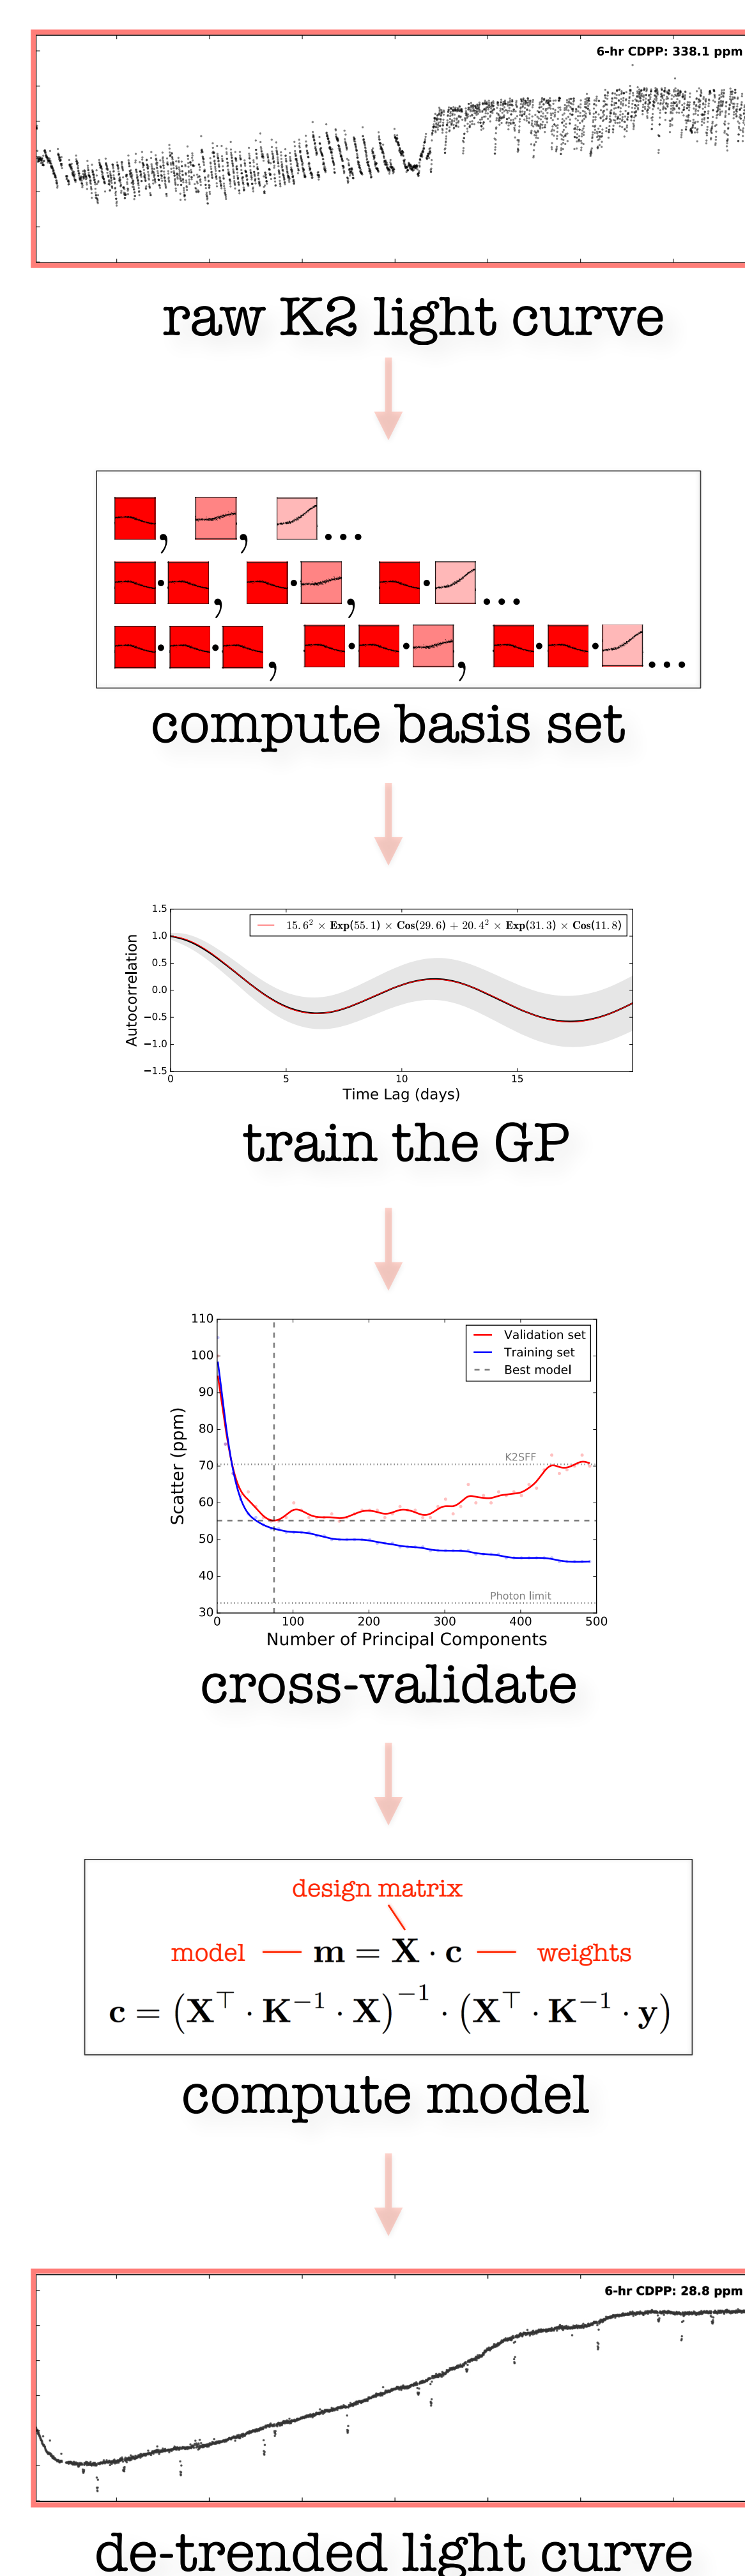 6-hr CDPP: 338.1 ppm
raw K2 light curve
, , ...
· , · , · ...
· · , · · , · · ...
compute basis set
1.5
1.0
0.5
0.0
−0.5
−1.0
−1.5
Autocorrelation
15.6² × Exp(55.1) × Cos(29.6) + 20.4² × Exp(31.3) × Cos(11.8)
0 5 10 15
Time Lag (days)
train the GP
110
100
90
80
70
60
50
40
30
Scatter (ppm)
Validation set
Training set
Best model
K2SFF
Photon limit
0 100 200 300 400 500
Number of Principal Components
cross-validate
design matrix
model — m = X · c — weights
c = (X⊤ · K⁻¹ · X)⁻¹ · (X⊤ · K⁻¹ · y)
compute model
6-hr CDPP: 28.8 ppm
de-trended light curve